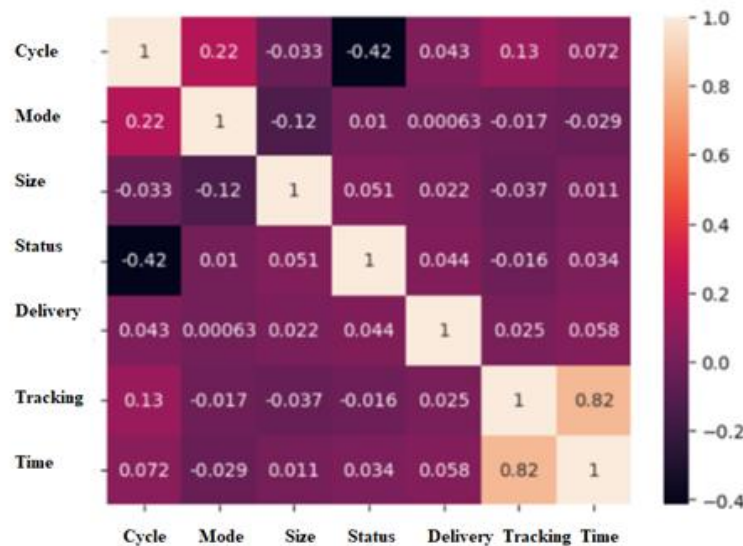 Cycle 1 0.22 -0.033 -0.42 0.043 0.13 0.072
Mode 0.22 1 -0.12 0.01 0.00063 -0.017 -0.029
Size -0.033 -0.12 1 0.051 0.022 -0.037 0.011
Status -0.42 0.01 0.051 1 0.044 -0.016 0.034
Delivery 0.043 0.00063 0.022 0.044 1 0.025 0.058
Tracking 0.13 -0.017 -0.037 -0.016 0.025 1 0.82
Time 0.072 -0.029 0.011 0.034 0.058 0.82 1
Cycle Mode Size Status Delivery Tracking Time
1.0
0.8
0.6
0.4
0.2
0.0
-0.2
-0.4